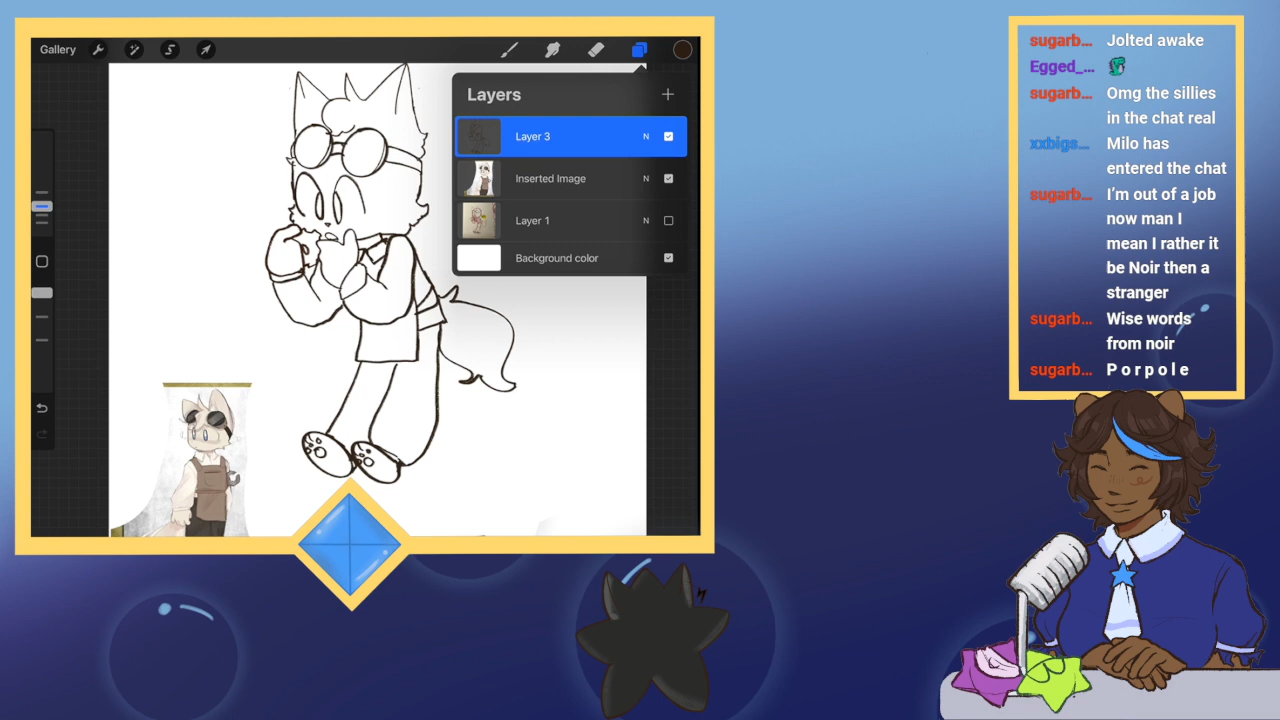 Gallery
Layers
Layer 3 N
Inserted Image N
Layer 1 N
Background color
sugarb... Jolted awake
Egged_...
sugarb... Omg the sillies
in the chat real
xxbigs... Milo has
entered the chat
sugarb... I'm out of a job
now man I
mean I rather it
be Noir then a
stranger
sugarb... Wise words
from noir
sugarb... P o r p o l e